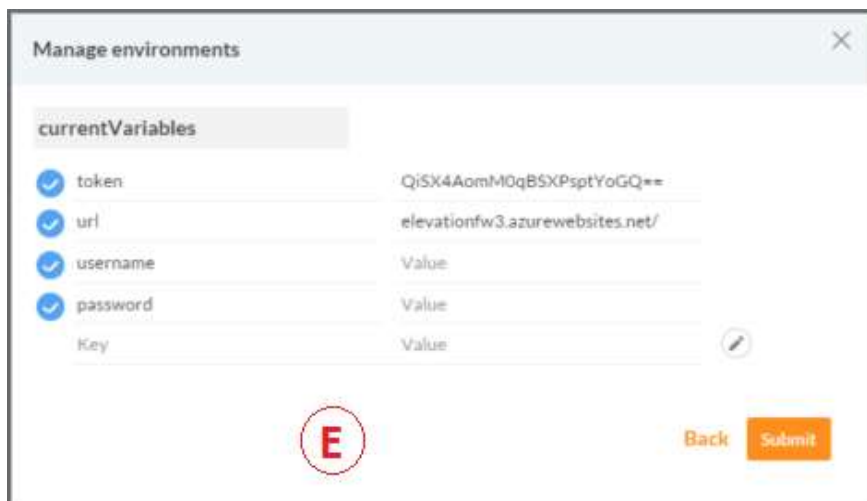 Manage environments
currentVariables
token QiSX4AomM0qBSXPsptYoGQ==
url elevationfw3.azurewebsites.net/
username Value
password Value
Key Value
E
Back Submit